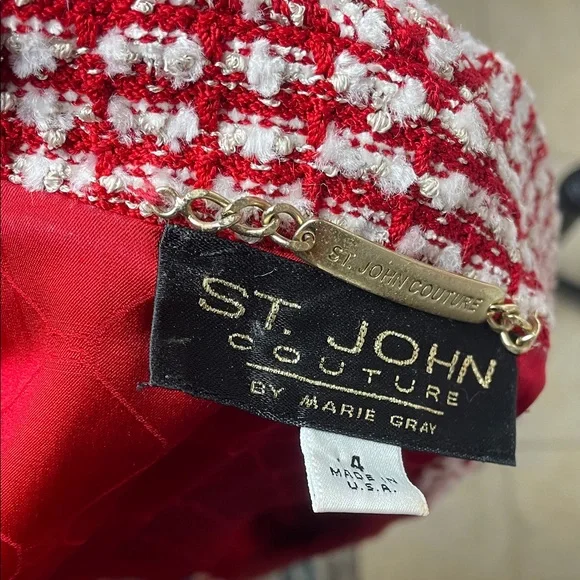 ST. JOHN COUTURE
ST. JOHN
COUTURE
BY MARIE GRAY
4
MADE IN
U.S.A.